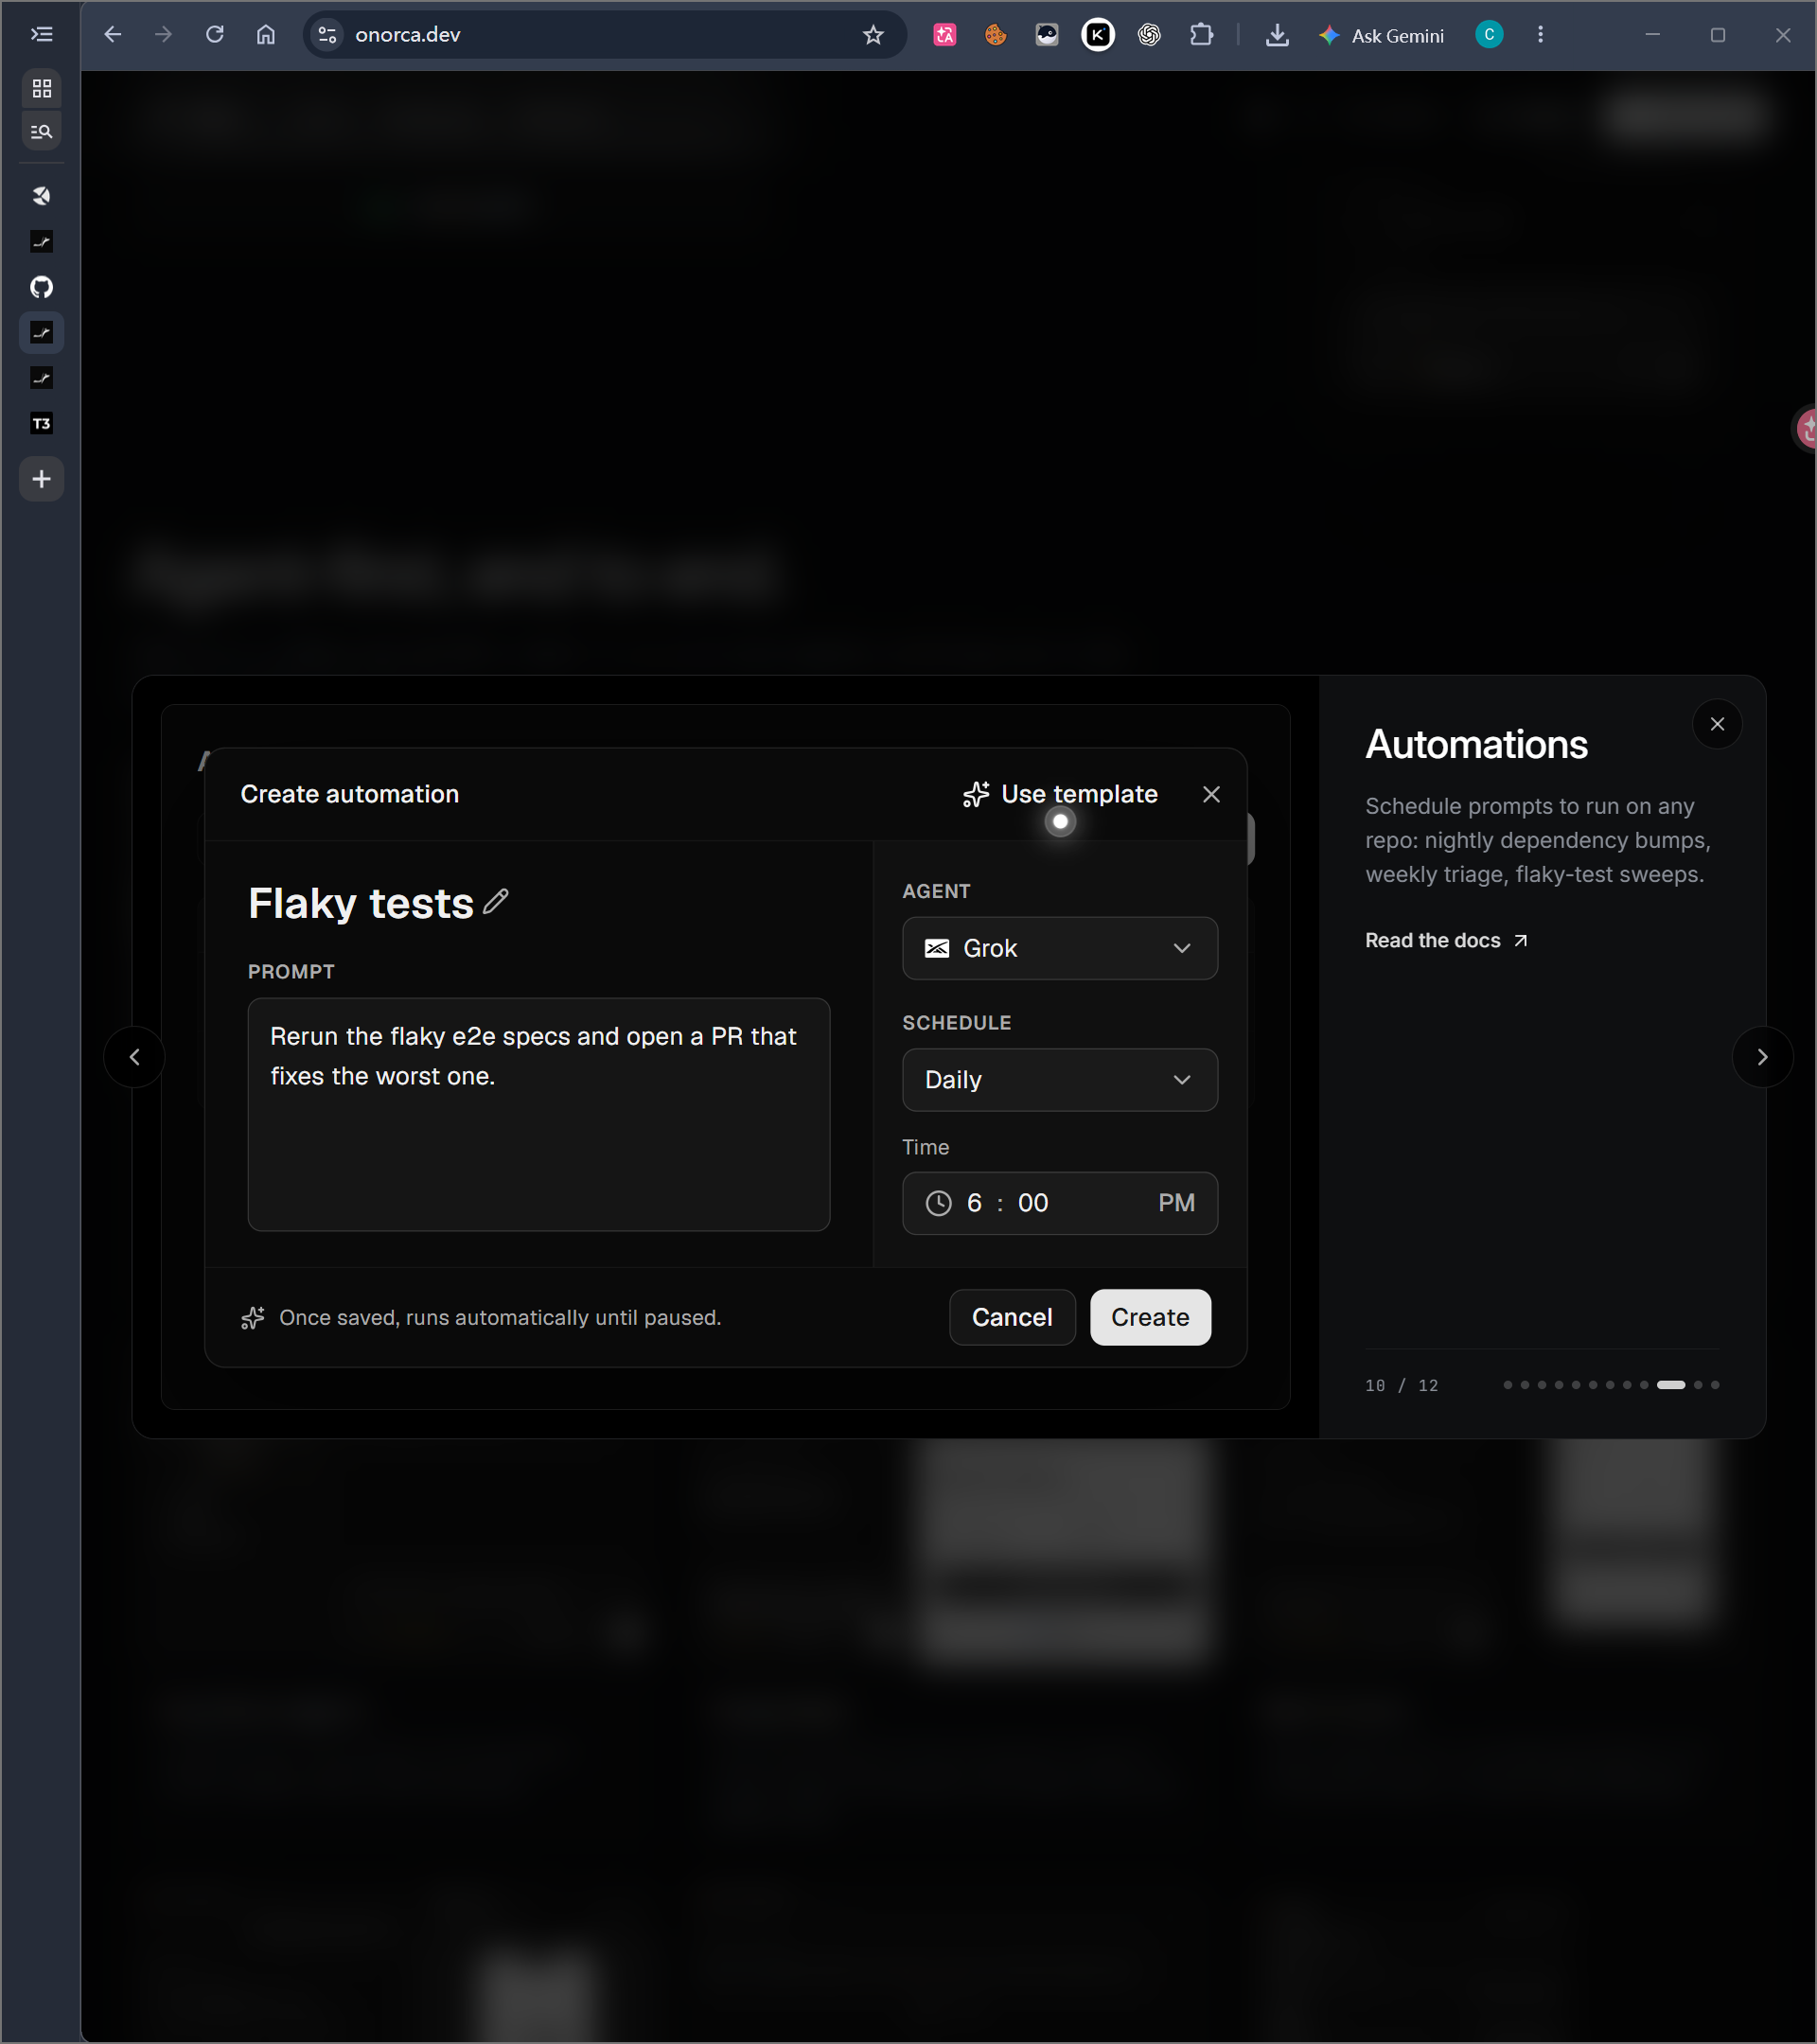 onorca.dev
Ask Gemini
C
T3
Create automation
Use template
Flaky tests
PROMPT
Rerun the flaky e2e specs and open a PR that
fixes the worst one.
AGENT
Grok
SCHEDULE
Daily
Time
6 : 00 PM
Once saved, runs automatically until paused.
Cancel
Create
Automations
Schedule prompts to run on any
repo: nightly dependency bumps,
weekly triage, flaky-test sweeps.
Read the docs
10 / 12